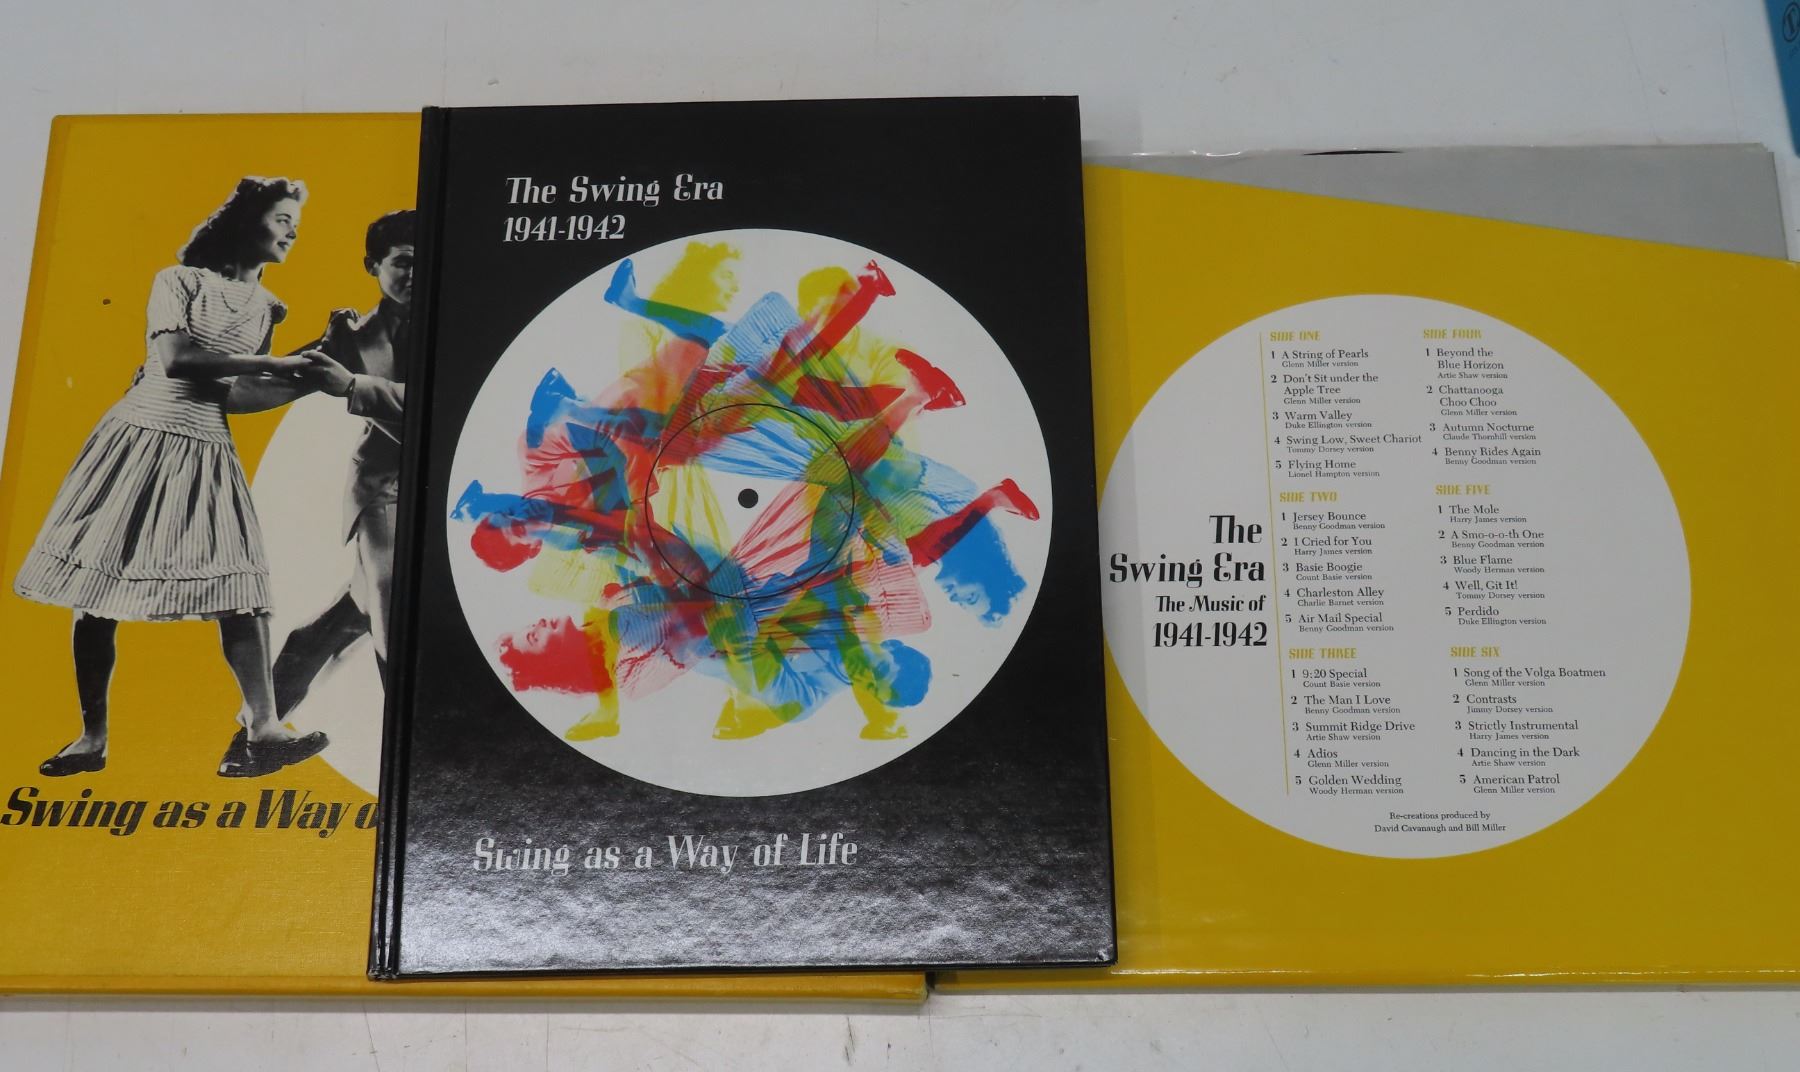 Swing as a Way o
The Swing Era
1941-1942
Swing as a Way of Life
The
Swing Era
The Music of
1941-1942
SIDE ONE
1 A String of Pearls
Glenn Miller version
2 Don't Sit under the
Apple Tree
Glenn Miller version
3 Warm Valley
Duke Ellington version
4 Swing Low, Sweet Chariot
Tommy Dorsey version
5 Flying Home
Lionel Hampton version
SIDE TWO
1 Jersey Bounce
Benny Goodman version
2 I Cried for You
Harry James version
3 Basie Boogie
Count Basie version
4 Charleston Alley
Charlie Barnet version
5 Air Mail Special
Benny Goodman version
SIDE THREE
1 9:20 Special
Count Basie version
2 The Man I Love
Benny Goodman version
3 Summit Ridge Drive
Artie Shaw version
4 Adios
Glenn Miller version
5 Golden Wedding
Woody Herman version
SIDE FOUR
1 Beyond the
Blue Horizon
Artie Shaw version
2 Chattanooga
Choo Choo
Glenn Miller version
3 Autumn Nocturne
Claude Thornhill version
4 Benny Rides Again
Benny Goodman version
SIDE FIVE
1 The Mole
Harry James version
2 A Smo-o-o-th One
Benny Goodman version
3 Blue Flame
Woody Herman version
4 Well, Git It!
Tommy Dorsey version
5 Perdido
Duke Ellington version
SIDE SIX
1 Song of the Volga Boatmen
Glenn Miller version
2 Contrasts
Jimmy Dorsey version
3 Strictly Instrumental
Harry James version
4 Dancing in the Dark
Artie Shaw version
5 American Patrol
Glenn Miller version
Re-creations produced by
David Cavanaugh and Bill Miller